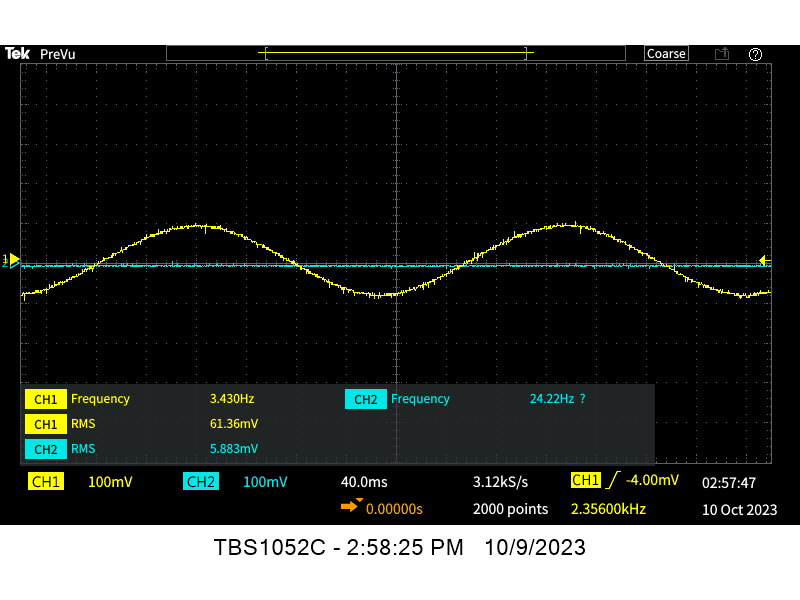 Tek PreVu Coarse
1
2
CH1 Frequency 3.430Hz CH2 Frequency 24.22Hz ?
CH1 RMS 61.36mV
CH2 RMS 5.883mV
CH1 100mV CH2 100mV 40.0ms 3.12kS/s CH1 -4.00mV 02:57:47
0.00000s 2000 points 2.35600kHz 10 Oct 2023
TBS1052C - 2:58:25 PM 10/9/2023